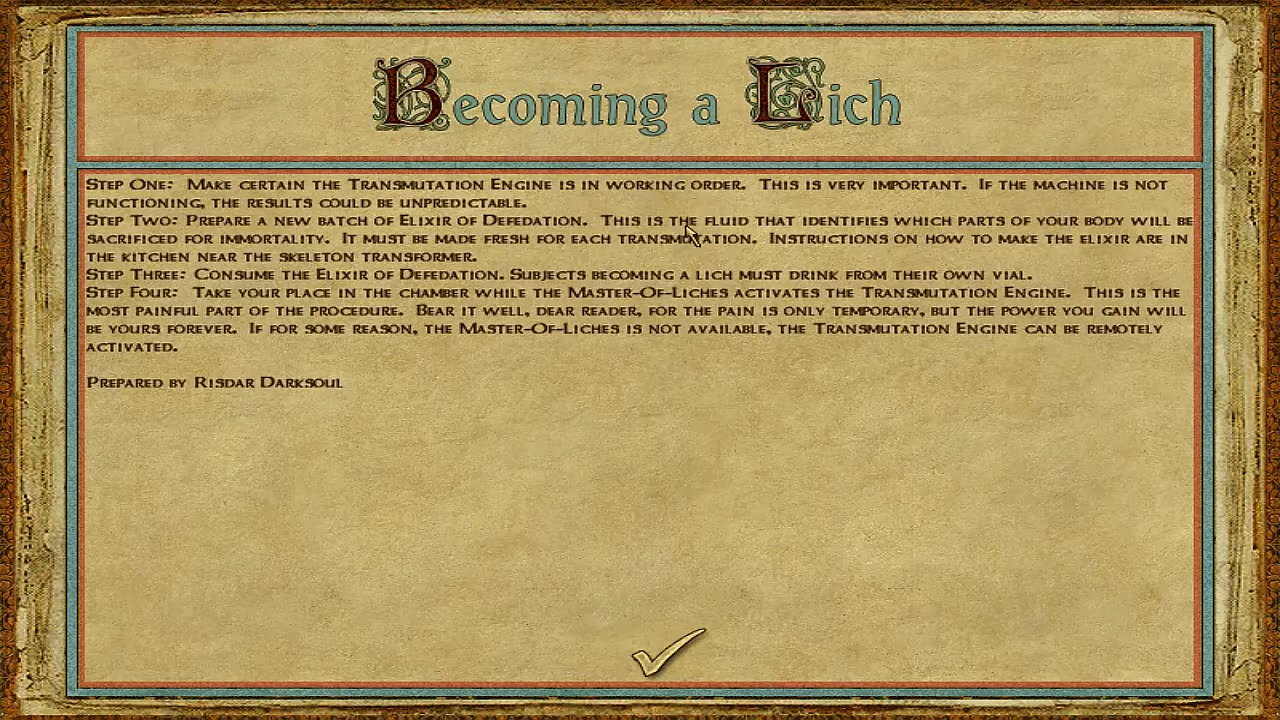 Becoming a Lich
Step One:  Make certain the Transmutation Engine is in working order.  This is very important.  If the machine is not
functioning, the results could be unpredictable.
Step Two: Prepare a new batch of Elixir of Defedation.  This is the fluid that identifies which parts of your body will be
sacrificed for immortality.  It must be made fresh for each transmutation.  Instructions on how to make the elixir are in
the kitchen near the skeleton transformer.
Step Three: Consume the Elixir of Defedation. Subjects becoming a lich must drink from their own vial.
Step Four:  Take your place in the chamber while the Master-Of-Liches activates the Transmutation Engine.  This is the
most painful part of the procedure.  Bear it well, dear reader, for the pain is only temporary, but the power you gain will
be yours forever.  If for some reason, the Master-Of-Liches is not available, the Transmutation Engine can be remotely
activated.
Prepared by Risdar Darksoul